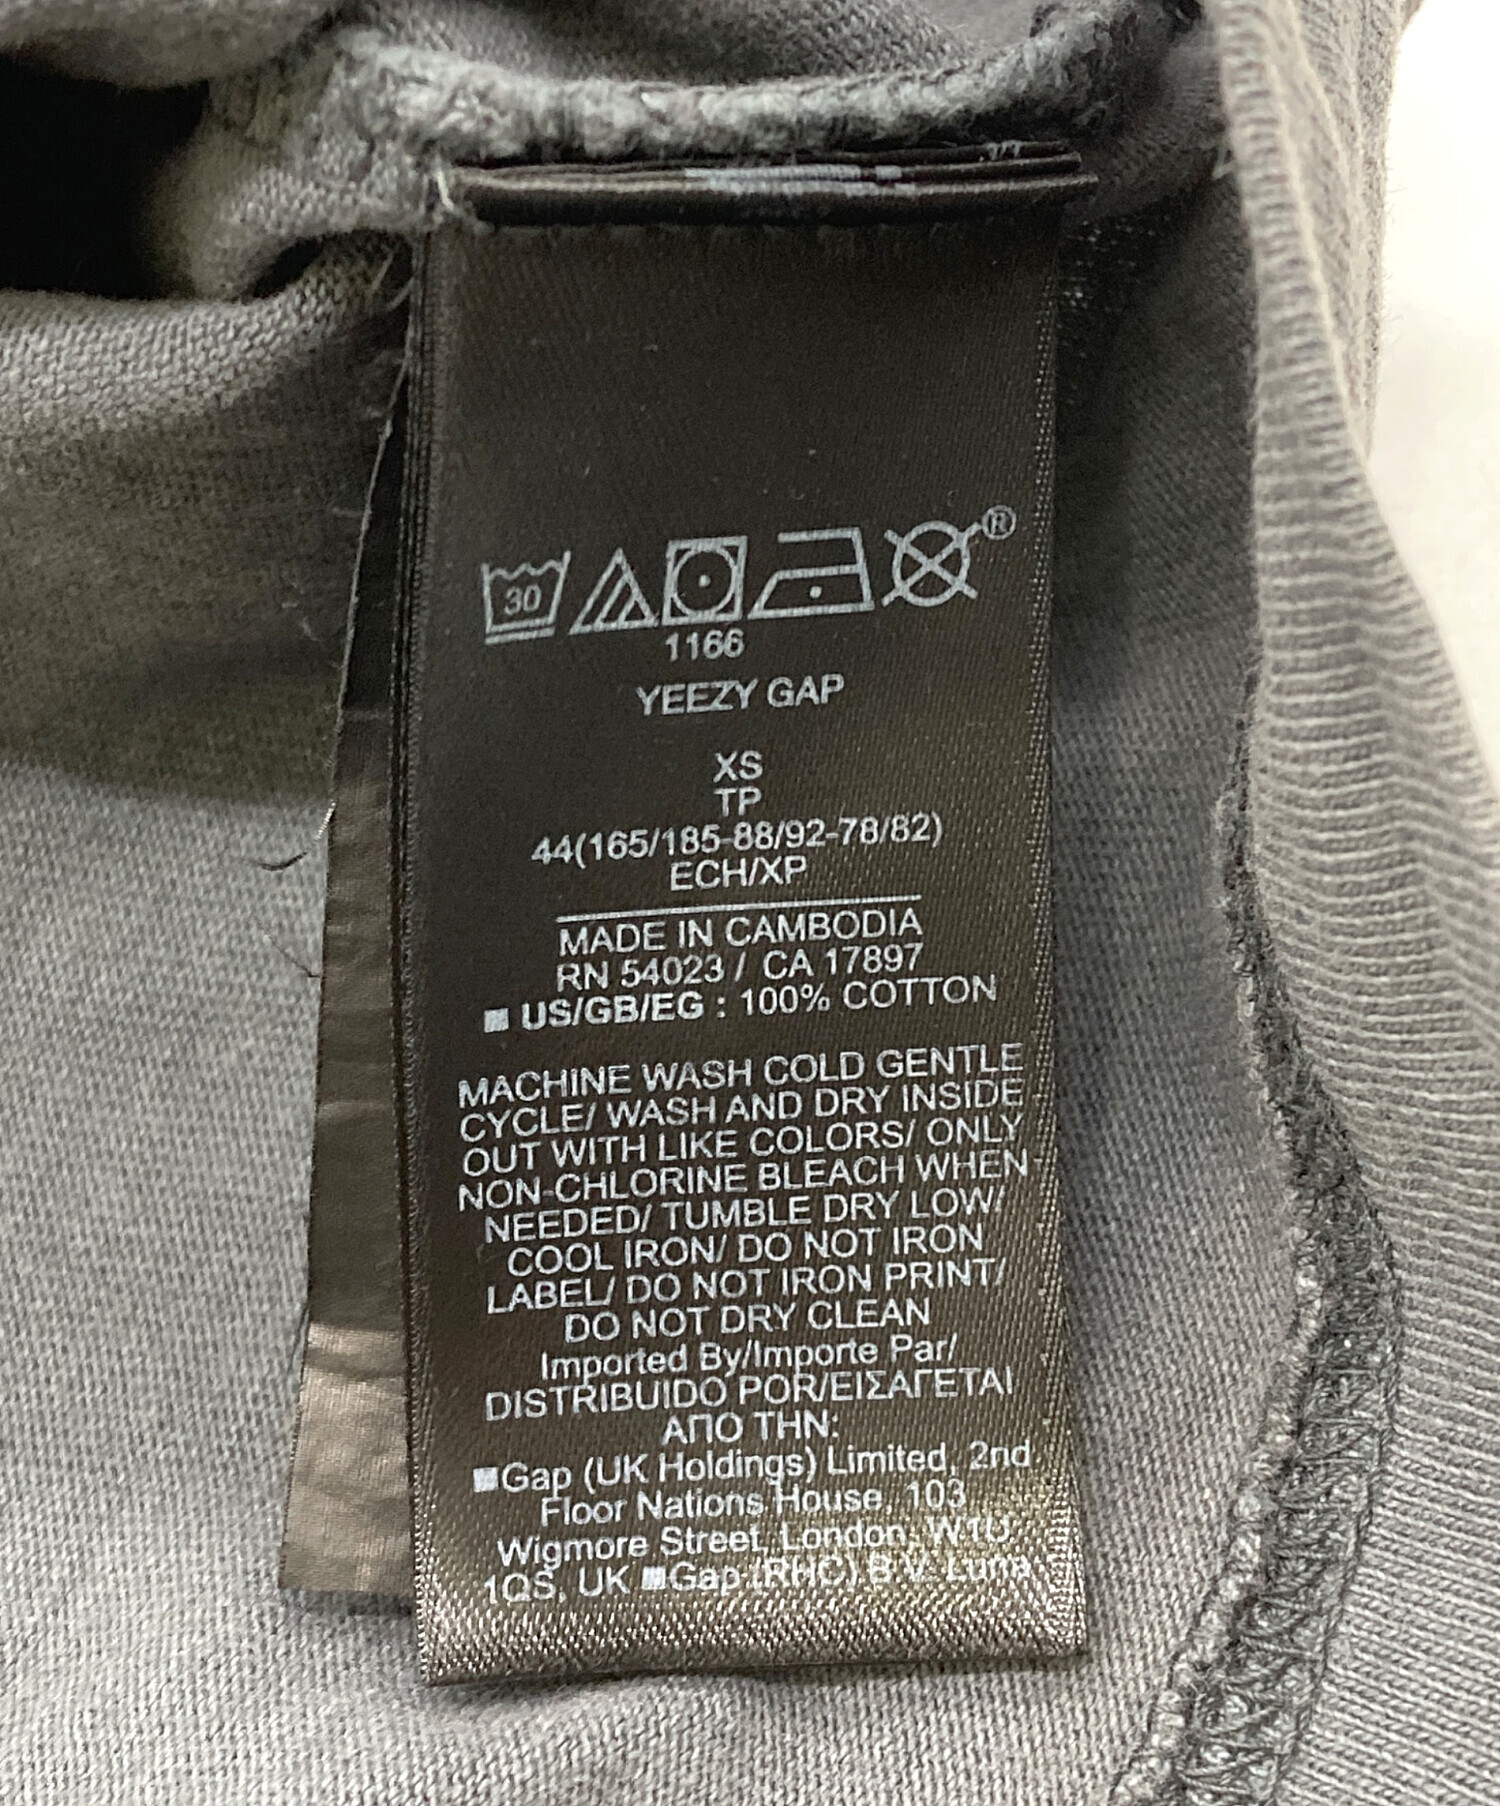 30 ®
1166
YEEZY GAP
XS
TP
44(165/185-88/92-78/82)
ECH/XP
MADE IN CAMBODIA
RN 54023 / CA 17897
■ US/GB/EG : 100% COTTON
MACHINE WASH COLD GENTLE
CYCLE/ WASH AND DRY INSIDE
OUT WITH LIKE COLORS/ ONLY
NON-CHLORINE BLEACH WHEN
NEEDED/ TUMBLE DRY LOW/
COOL IRON/ DO NOT IRON
LABEL/ DO NOT IRON PRINT/
DO NOT DRY CLEAN
Imported By/Importe Par/
DISTRIBUIDO POR/ΕΙΣΑΓΕΤΑΙ
ΑΠΟ ΤΗΝ:
■Gap (UK Holdings) Limited, 2nd
Floor Nations House, 103
Wigmore Street, London, W1U
1QS, UK ■Gap (RHC) B V Luna